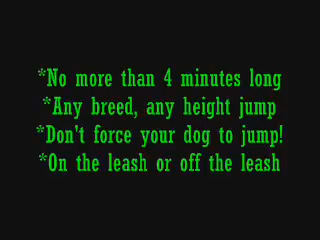 *No more than 4 minutes long
*Any breed, any height jump
*Don't force your dog to jump!
*On the leash or off the leash